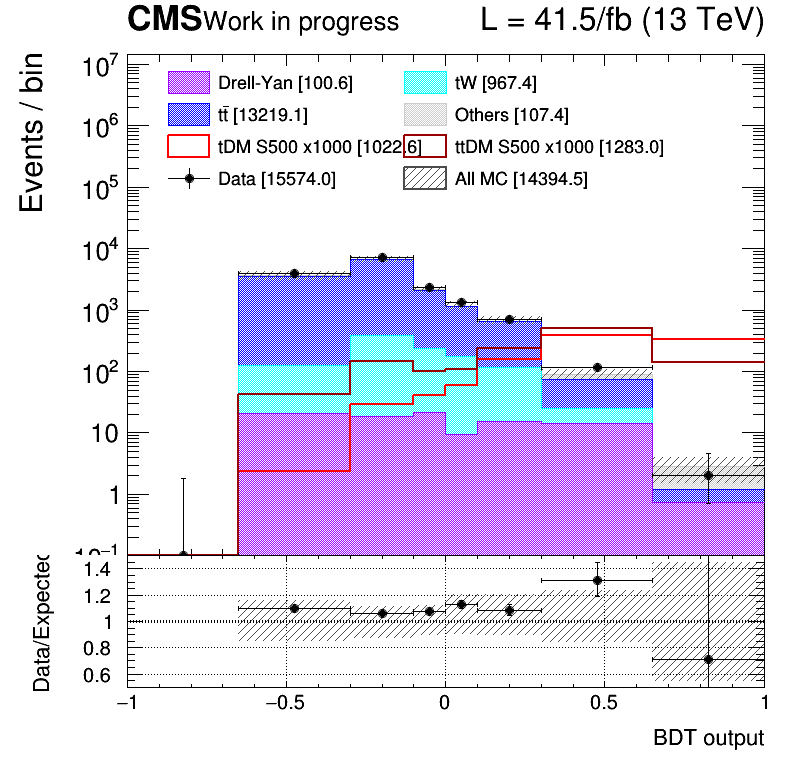 CMS Work in progress L = 41.5/fb (13 TeV)
Events / bin
10⁷
10⁶
10⁵
10⁴
10³
10²
10
1
10⁻¹
Drell-Yan [100.6] tW [967.4]
tt̄ [13219.1] Others [107.4]
tDM S500 x1000 [1022.6] ttDM S500 x1000 [1283.0]
Data [15574.0] All MC [14394.5]
Data/Expected
1.4
1.2
1
0.8
0.6
−1 −0.5 0 0.5 1
BDT output